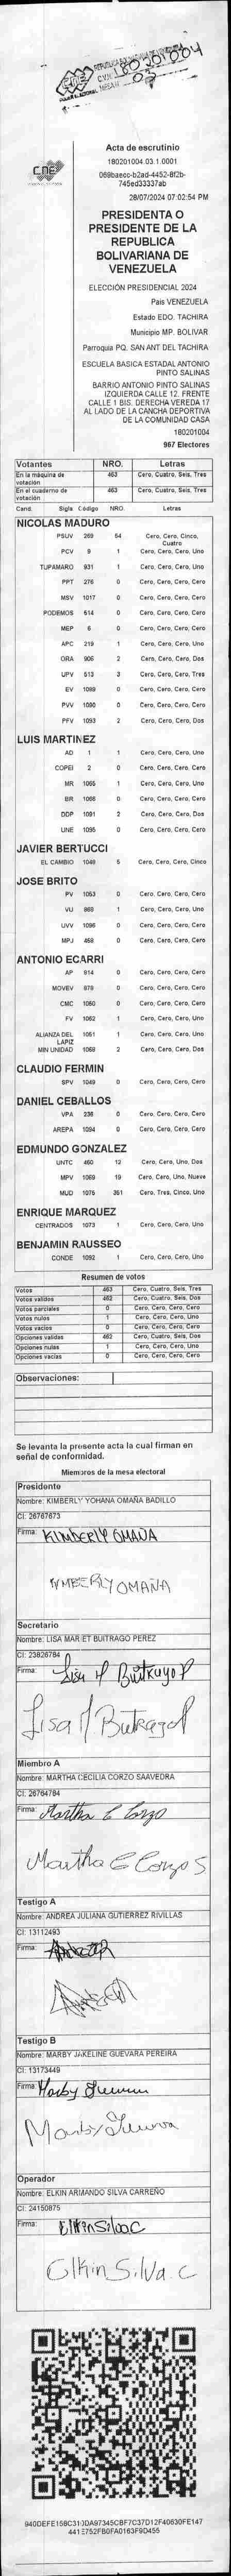 180 201004
03
CNE
Acta de escrutinio
180201004.03.1.0001
745ed33337ab
28/07/2024 07:02:54 PM
PRESIDENTA O
PRESIDENTE DE LA
REPUBLICA
BOLIVARIANA DE
VENEZUELA
ELECCIÓN PRESIDENCIAL 2024
Pais VENEZUELA
Estado EDO. TACHIRA
Municipio MP. BOLIVAR
Parroquia PQ. SAN ANT DEL TACHIRA
ESCUELA BASICA ESTADAL ANTONIO
PINTO SALINAS
BARRIO ANTONIO PINTO SALINAS
IZQUIERDA CALLE 12. FRENTE
CALLE 1 BIS. DERECHA VEREDA 17
AL LADO DE LA CANCHA DEPORTIVA
DE LA COMUNIDAD CASA
180201004
967 Electores
Votantes NRO. Letras
En la máquina de votación 463 Cero, Cuatro, Seis, Tres
En el cuaderno de votación 463 Cero, Cuatro, Seis, Tres
Cand. Sigla Código NRO. Letras
NICOLAS MADURO
PSUV 269 54 Cero, Cero, Cinco, Cuatro
PCV 9 1 Cero, Cero, Cero, Uno
TUPAMARO 931 1 Cero, Cero, Cero, Uno
PPT 276 0 Cero, Cero, Cero, Cero
MSV 1017 0 Cero, Cero, Cero, Cero
PODEMOS 614 0 Cero, Cero, Cero, Cero
MEP 6 0 Cero, Cero, Cero, Cero
APC 219 1 Cero, Cero, Cero, Uno
ORA 906 2 Cero, Cero, Cero, Dos
UPV 513 3 Cero, Cero, Cero, Tres
EV 1089 0 Cero, Cero, Cero, Cero
PVV 1090 0 Cero, Cero, Cero, Cero
PFV 1093 2 Cero, Cero, Cero, Dos
LUIS MARTINEZ
AD 1 1 Cero, Cero, Cero, Uno
COPEI 2 0 Cero, Cero, Cero, Cero
MR 1065 1 Cero, Cero, Cero, Uno
BR 1068 0 Cero, Cero, Cero, Cero
DDP 1091 2 Cero, Cero, Cero, Dos
UNE 1095 0 Cero, Cero, Cero, Cero
JAVIER BERTUCCI
EL CAMBIO 1048 5 Cero, Cero, Cero, Cinco
JOSE BRITO
PV 1053 0 Cero, Cero, Cero, Cero
VU 868 1 Cero, Cero, Cero, Uno
UVV 1096 0 Cero, Cero, Cero, Cero
MPJ 458 0 Cero, Cero, Cero, Cero
ANTONIO ECARRI
AP 914 0 Cero, Cero, Cero, Cero
MOVEV 879 0 Cero, Cero, Cero, Cero
CMC 1060 0 Cero, Cero, Cero, Cero
FV 1062 1 Cero, Cero, Cero, Uno
ALIANZA DEL LAPIZ 1051 1 Cero, Cero, Cero, Uno
MIN UNIDAD 1069 2 Cero, Cero, Cero, Dos
CLAUDIO FERMIN
SPV 1049 0 Cero, Cero, Cero, Cero
DANIEL CEBALLOS
VPA 236 0 Cero, Cero, Cero, Cero
AREPA 1094 0 Cero, Cero, Cero, Cero
EDMUNDO GONZALEZ
UNTC 460 12 Cero, Cero, Uno, Dos
MPV 1069 19 Cero, Cero, Uno, Nueve
MUD 1075 351 Cero, Tres, Cinco, Uno
ENRIQUE MARQUEZ
CENTRADOS 1073 1 Cero, Cero, Cero, Uno
BENJAMIN RAUSSEO
CONDE 1092 1 Cero, Cero, Cero, Uno
Resumen de votos
Votos 463 Cero, Cuatro, Seis, Tres
Votos validos 462 Cero, Cuatro, Seis, Dos
Votos parciales 0 Cero, Cero, Cero, Cero
Votos nulos 1 Cero, Cero, Cero, Uno
Votos vacios 0 Cero, Cero, Cero, Cero
Opciones validas 462 Cero, Cuatro, Seis, Dos
Opciones nulas 1 Cero, Cero, Cero, Uno
Opciones vacias 0 Cero, Cero, Cero, Cero
Observaciones:
Se levanta la presente acta la cual firman en
señal de conformidad.
Miembros de la mesa electoral
Presidente
Nombre: KIMBERLY YOHANA OMAÑA BADILLO
CI: 26767673
Firma: KIMBERLY OMAÑA
KIMBERLY OMAÑA
Secretario
Nombre: LISA MARIET BUITRAGO PEREZ
CI: 23826784
Firma: Lisa M Buitrago P
Lisa M Buitrago P
Miembro A
Nombre: MARTHA CECILIA CORZO SAAVEDRA
CI: 26764784
Firma: Martha C Corzo
Martha C Corzo S
Testigo A
Nombre: ANDREA JULIANA GUTIERREZ RIVILLAS
CI: 13112493
Firma:
Testigo B
Nombre: MARBY JAKELINE GUEVARA PEREIRA
CI: 13173449
Firma: Marby Guevara
Marby Guevara
Operador
Nombre: ELKIN ARMANDO SILVA CARREÑO
CI: 24150875
Firma: Elkin Silva C
Elkin Silva. C